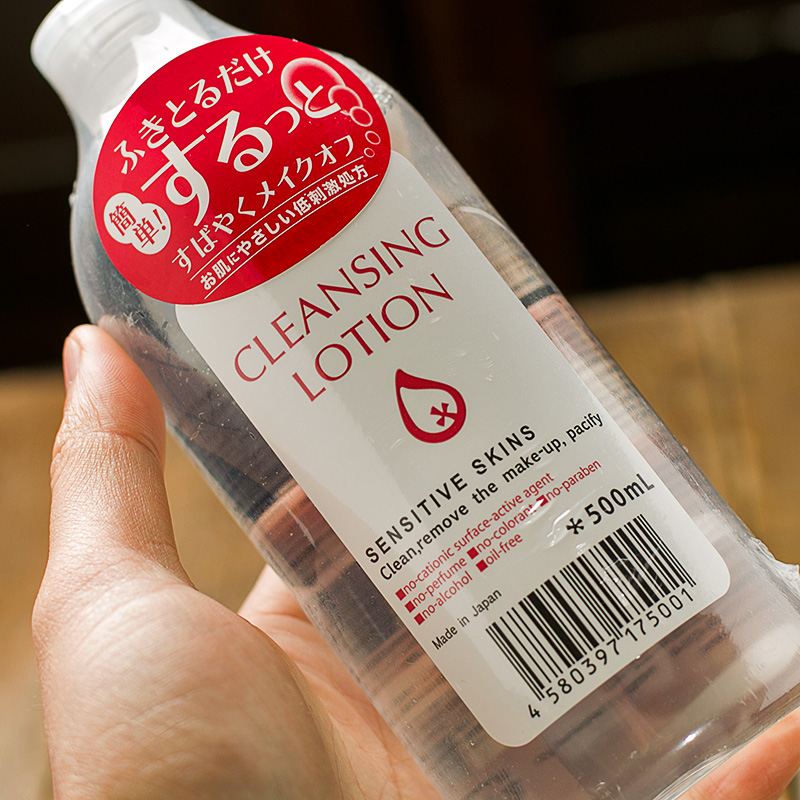 ふきとるだけ
するっと
簡単!
すばやくメイクオフ
お肌にやさしい低刺激処方
CLEANSING
LOTION
SENSITIVE SKINS
Clean,remove the make-up, pacify
■no-cationic surface-active agent
■no-perfume ■no-colorant ■no-paraben
■no-alcohol ■oil-free
*500mL
Made in Japan
4 580397 175001